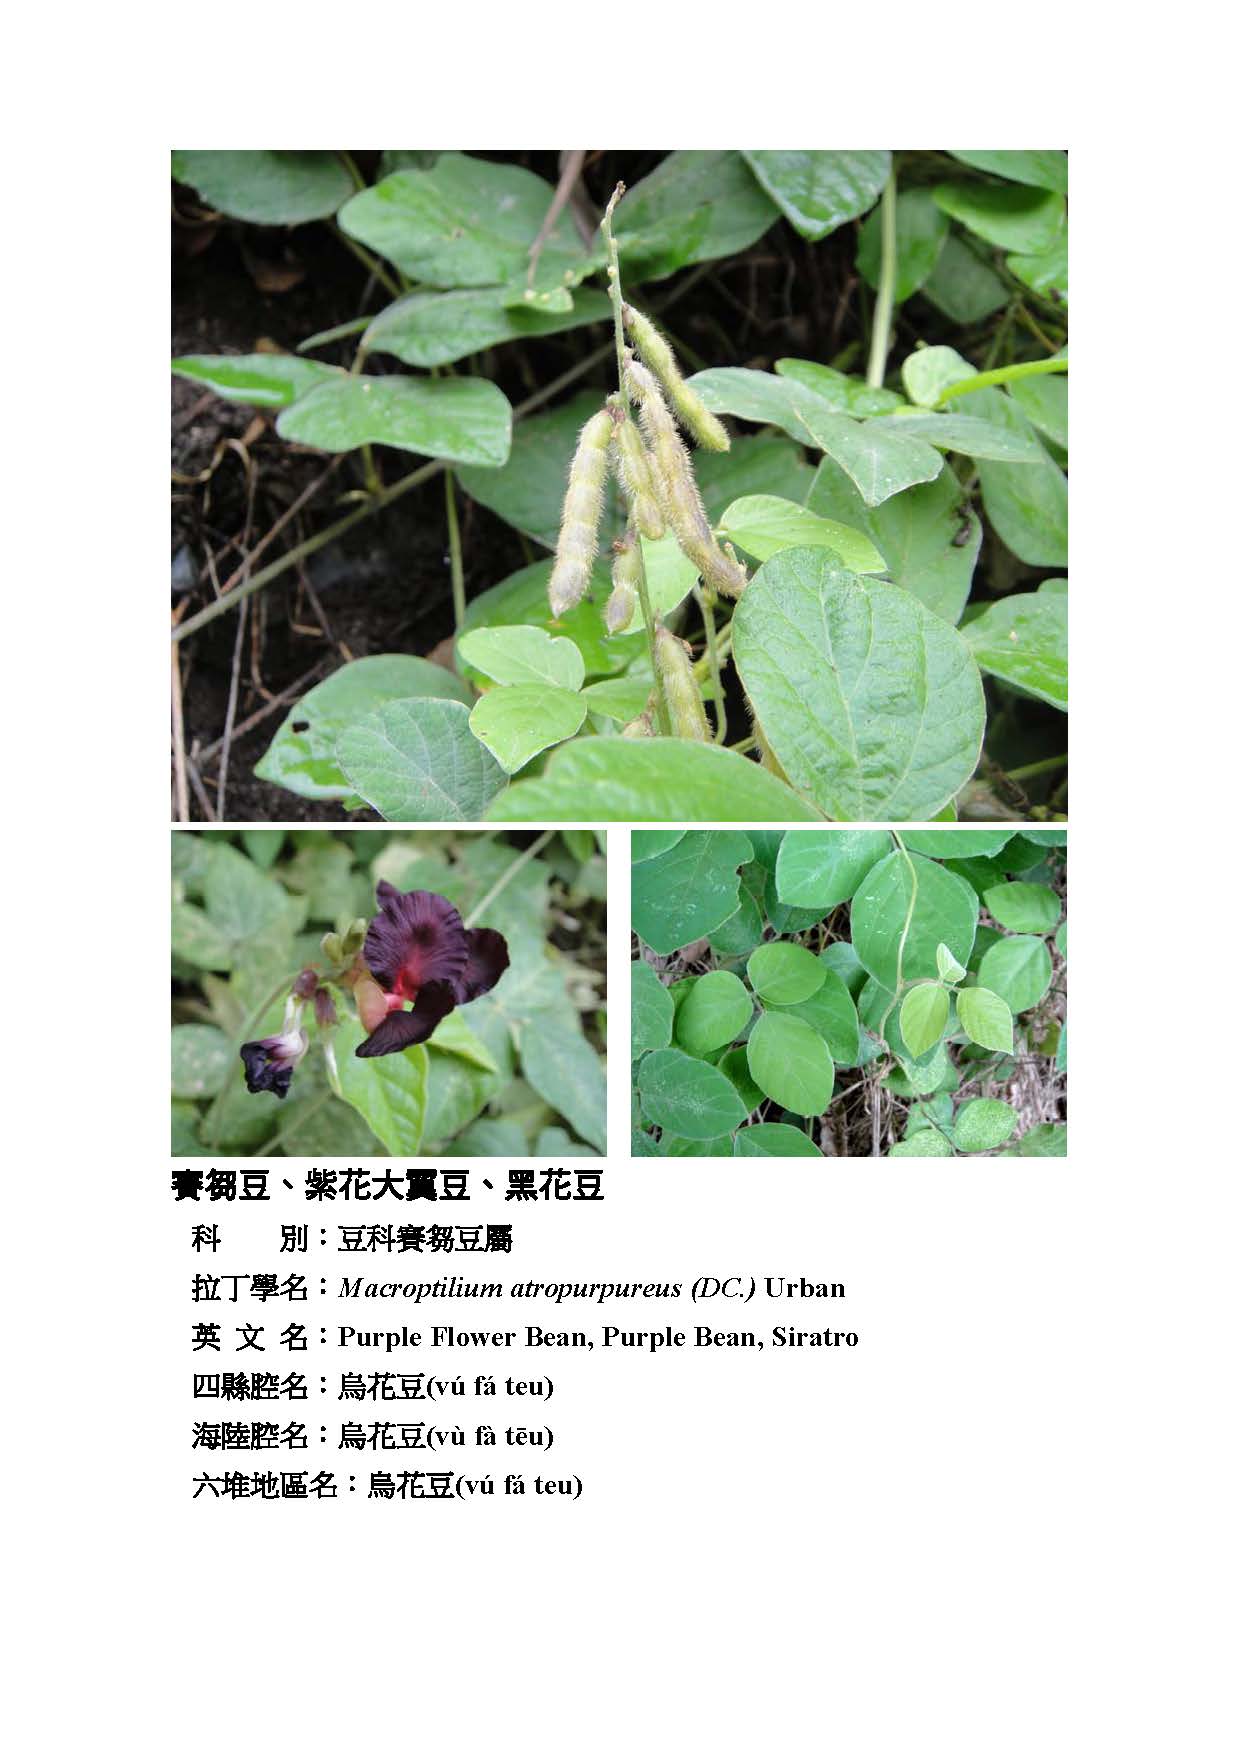 賽芻豆、紫花大翼豆、黑花豆
科　　別：豆科賽芻豆屬
拉丁學名：Macroptilium atropurpureus (DC.) Urban
英 文 名：Purple Flower Bean, Purple Bean, Siratro
四縣腔名：烏花豆(vú fá teu)
海陸腔名：烏花豆(vù fà tēu)
六堆地區名：烏花豆(vú fá teu)